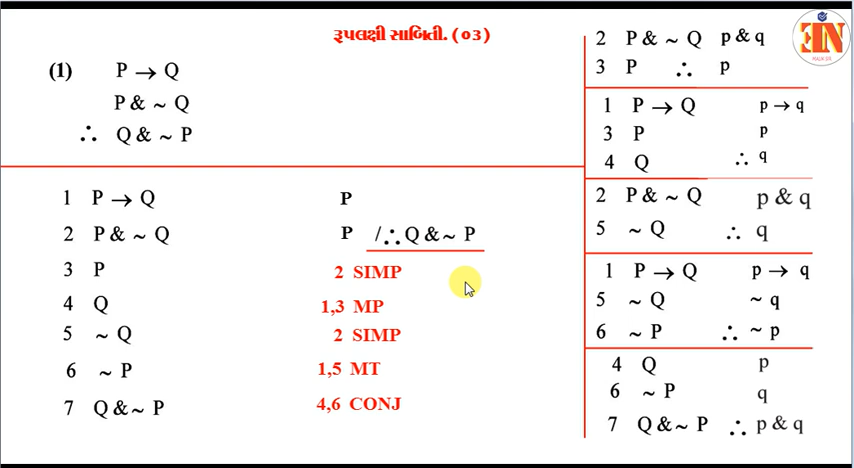 રૂપલક્ષી સાબિતી. (૦૩)
(1) P → Q
P & ~ Q
∴ Q & ~ P
1 P → Q P
2 P & ~ Q P /∴ Q & ~ P
3 P 2 SIMP
4 Q 1,3 MP
5 ~ Q 2 SIMP
6 ~ P 1,5 MT
7 Q & ~ P 4,6 CONJ
2 P & ~ Q p & q
3 P ∴ p
1 P → Q p → q
3 P p
4 Q ∴ q
2 P & ~ Q p & q
5 ~ Q ∴ q
1 P → Q p → q
5 ~ Q ~ q
6 ~ P ∴ ~ p
4 Q p
6 ~ P q
7 Q & ~ P ∴ p & q